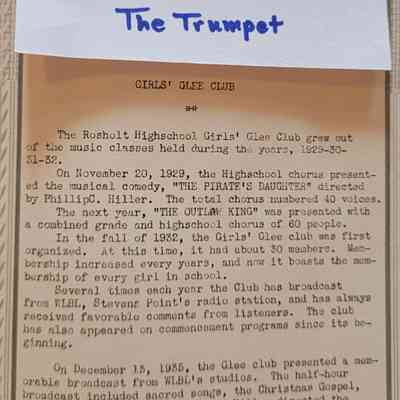 The Trumpet
GIRLS' GLEE CLUB
The Rosholt Highschool Girls' Glee Club grew out
of the music classes held during the years, 1929-30-
31-32.
On November 20, 1929, the Highschool chorus present-
ed the musical comedy, "THE PIRATE'S DAUGHTER" directed
by PhillipC. Hiller. The total chorus numbered 40 voices.
The next year, "THE OUTLAW KING" was presented with
a combined grade and highschool chorus of 60 people.
In the fall of 1932, the Girls' Glee club was first
organized. At this time, it had about 30 members. Mem-
bership increased every years, and now it boasts the mem-
bership of every girl in school.
Several times each year the Club has broadcast
from WLBL, Stevens Point's radio station, and has always
received favorable comments from listeners. The club
has also appeared on commencement programs since its be-
ginning.
On December 13, 1935, the Glee club presented a mem-
orable broadcast from WLBL's studios. The half-hour
broadcast included sacred songs, the Christmas Gospel,
directed the